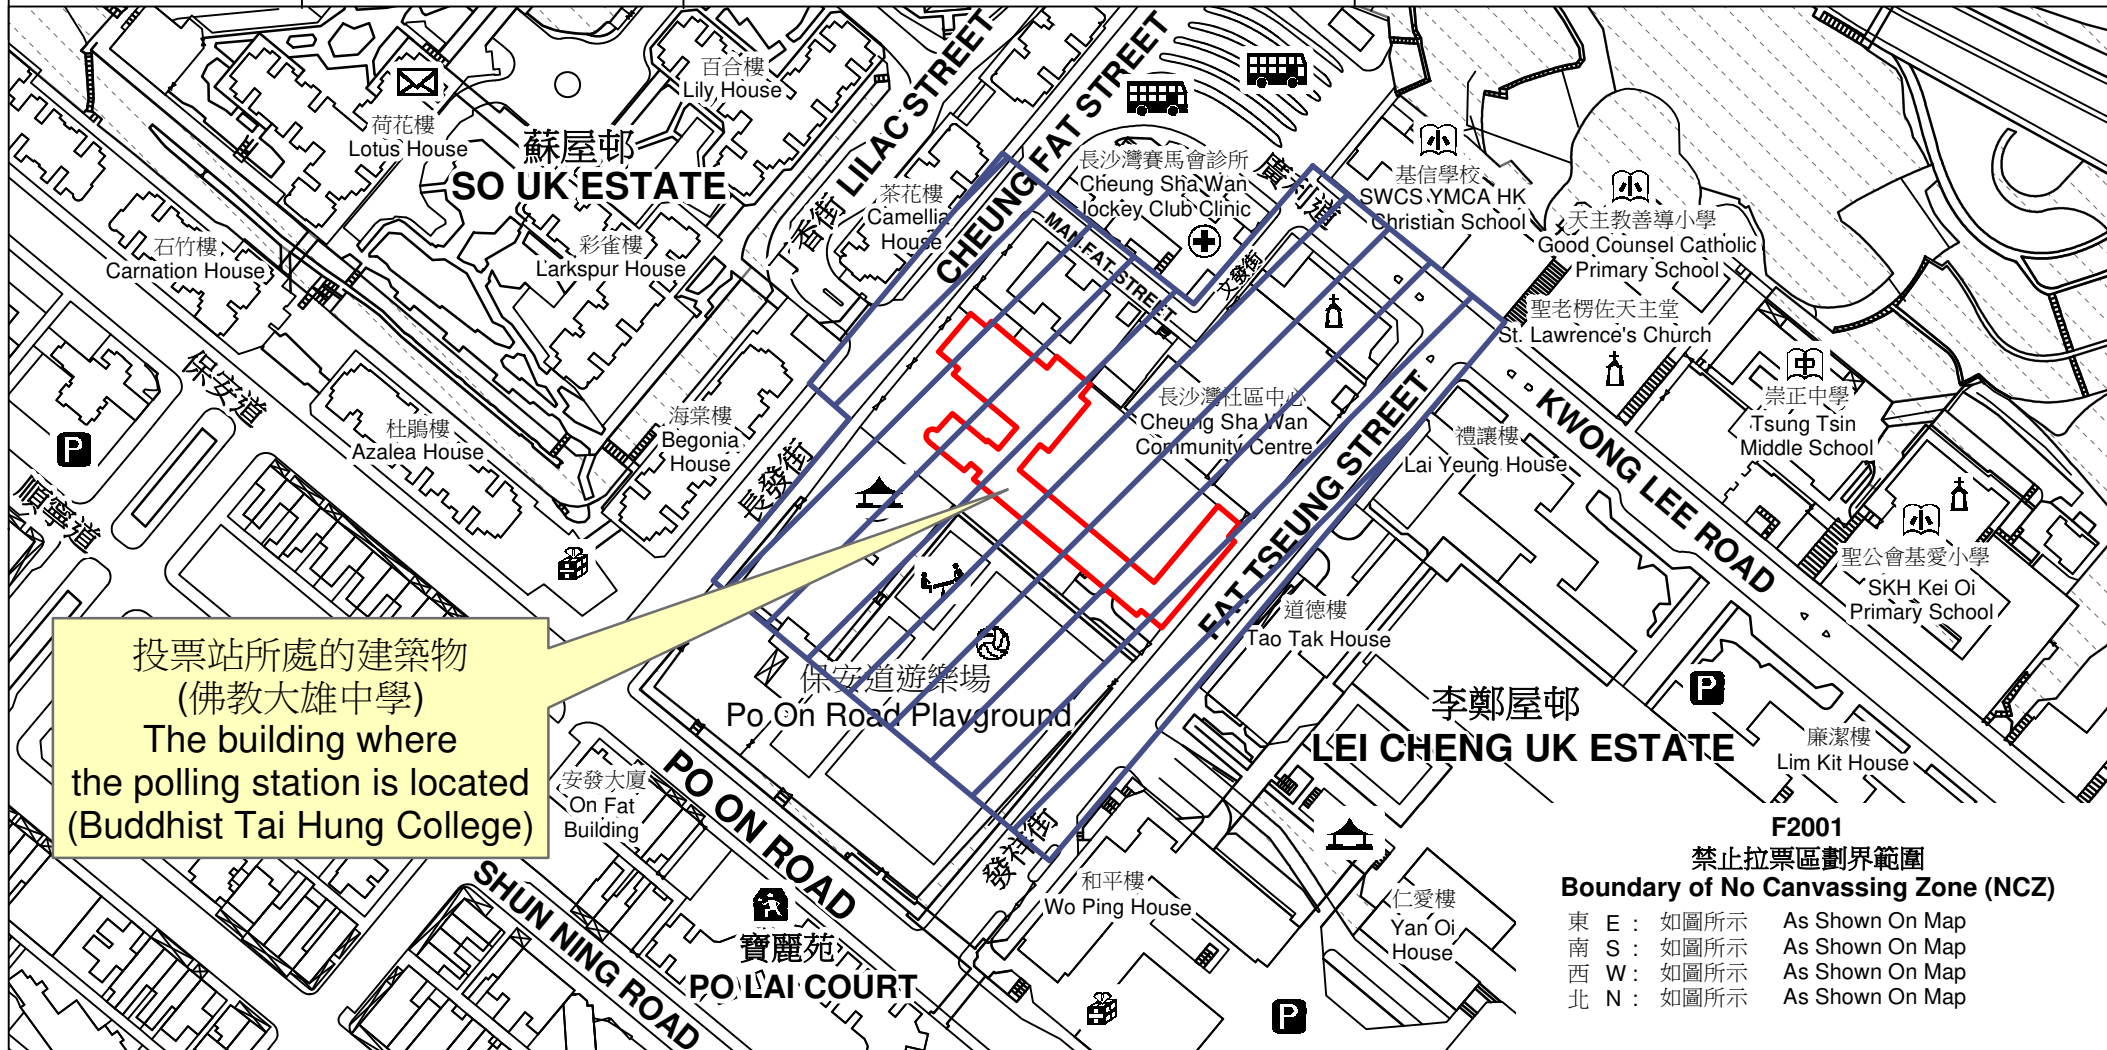 百合樓
Lily House
荷花樓
Lotus House
蘇屋邨
SO UK ESTATE
石竹樓
Carnation House
彩雀樓
Larkspur House
茶花樓
Camellia
House
香街 LILAC STREET
CHEUNG FAT STREET
長發街
長沙灣賽馬會診所
Cheung Sha Wan
Jockey Club Clinic
廣利道
MAN FAT STREET
文發街
基信學校
SWCS YMCA HK
Christian School
小
小
天主教善導小學
Good Counsel Catholic
Primary School
聖老楞佐天主堂
St. Lawrence's Church
中
崇正中學
Tsung Tsin
Middle School
保安道
順寧道
P
杜鵑樓
Azalea House
海棠樓
Begonia
House
長沙灣社區中心
Cheung Sha Wan
Community Centre
FAT TSEUNG STREET
禮讓樓
Lai Yeung House
KWONG LEE ROAD
小
聖公會基愛小學
SKH Kei Oi
Primary School
道德樓
Tao Tak House
投票站所處的建築物
(佛教大雄中學)
The building where
the polling station is located
(Buddhist Tai Hung College)
保安道遊樂場
Po On Road Playground
李鄭屋邨
LEI CHENG UK ESTATE
P
廉潔樓
Lim Kit House
安發大廈
On Fat
Building
PO ON ROAD
SHUN NING ROAD
發祥街
和平樓
Wo Ping House
仁愛樓
Yan Oi
House
寶麗苑
PO LAI COURT
P
F2001
禁止拉票區劃界範圍
Boundary of No Canvassing Zone (NCZ)
東 E : 如圖所示 As Shown On Map
南 S : 如圖所示 As Shown On Map
西 W : 如圖所示 As Shown On Map
北 N : 如圖所示 As Shown On Map